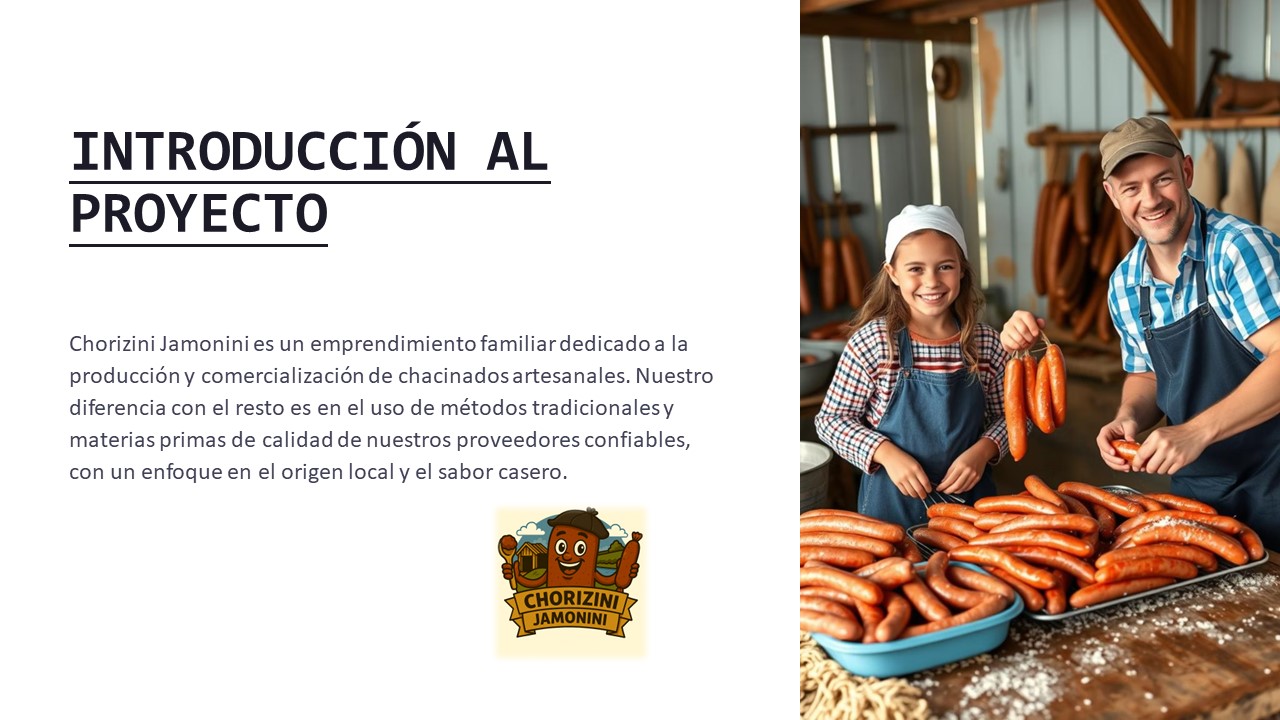 INTRODUCCIÓN AL
PROYECTO
Chorizini Jamonini es un emprendimiento familiar dedicado a la
producción y comercialización de chacinados artesanales. Nuestro
diferencia con el resto es en el uso de métodos tradicionales y
materias primas de calidad de nuestros proveedores confiables,
con un enfoque en el origen local y el sabor casero.
CHORIZINI
JAMONINI